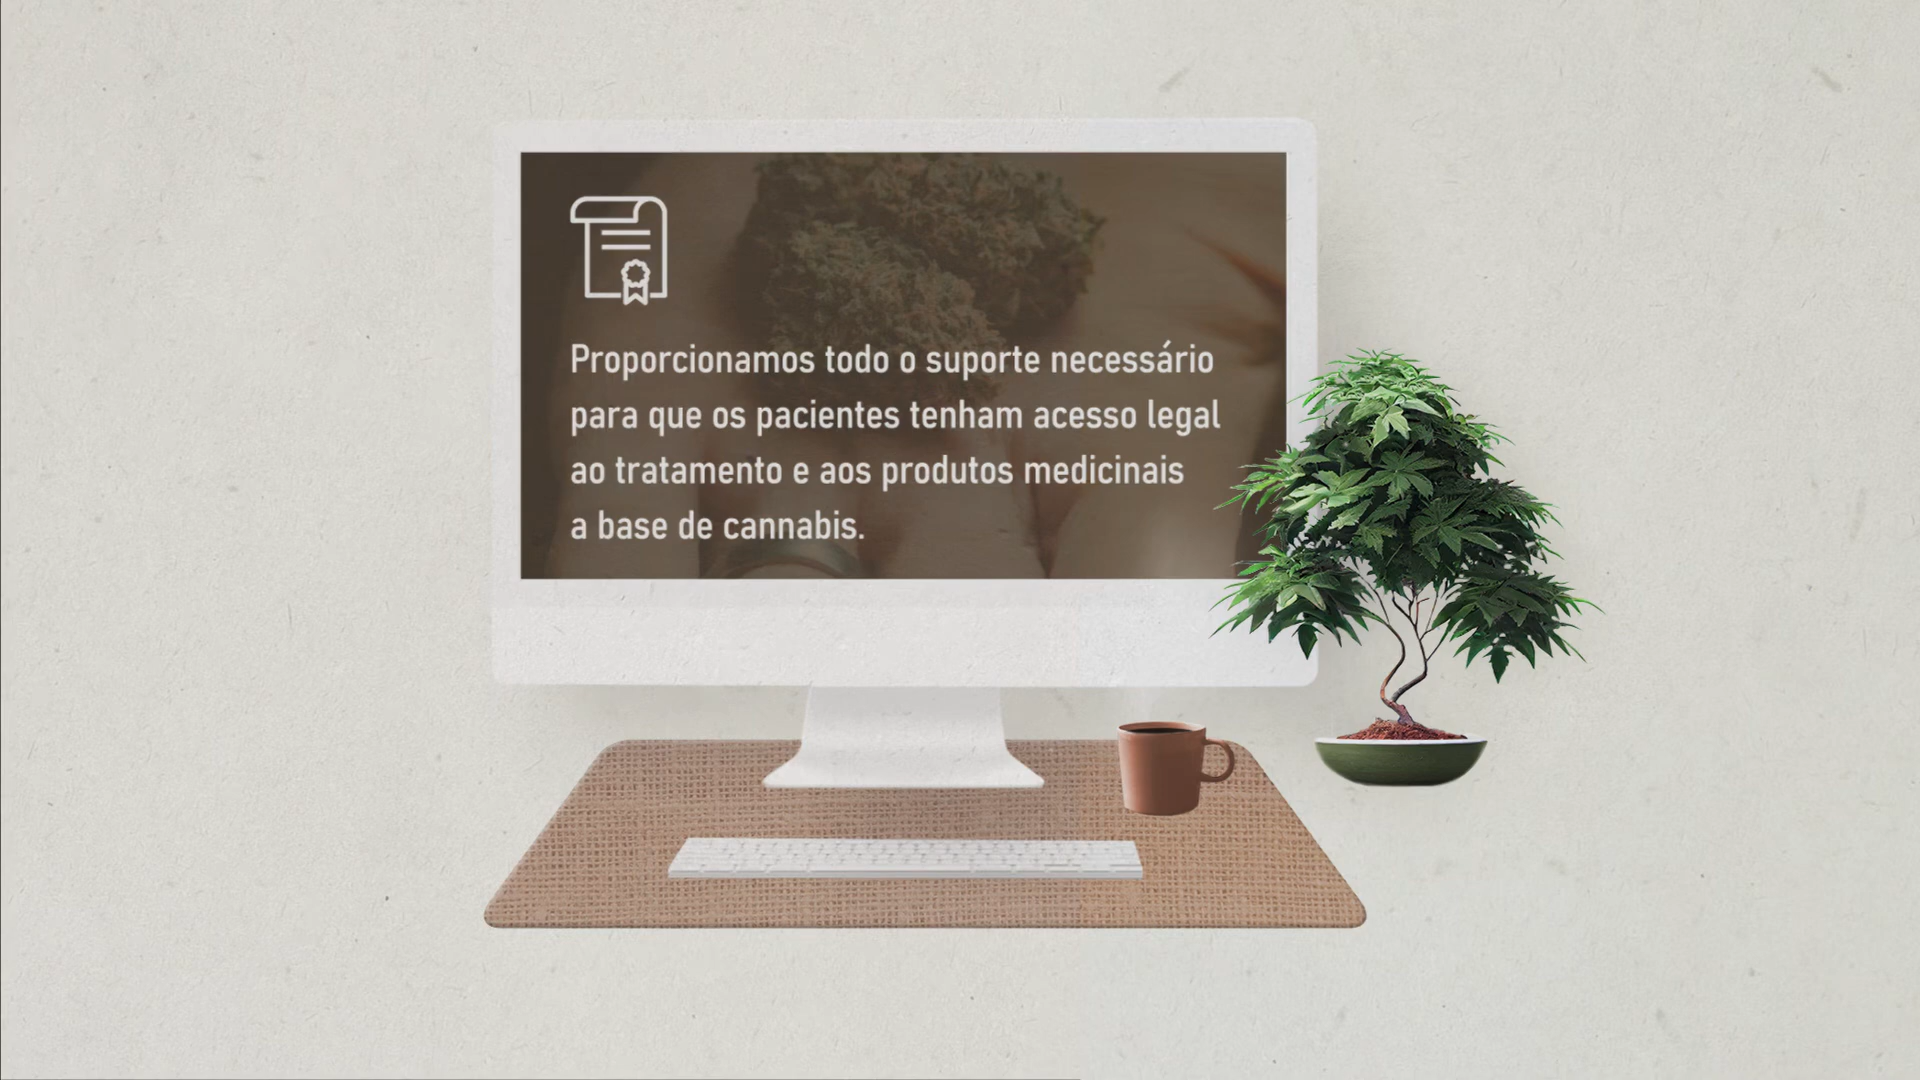 Proporcionamos todo o suporte necessário
para que os pacientes tenham acesso legal
ao tratamento e aos produtos medicinais
a base de cannabis.